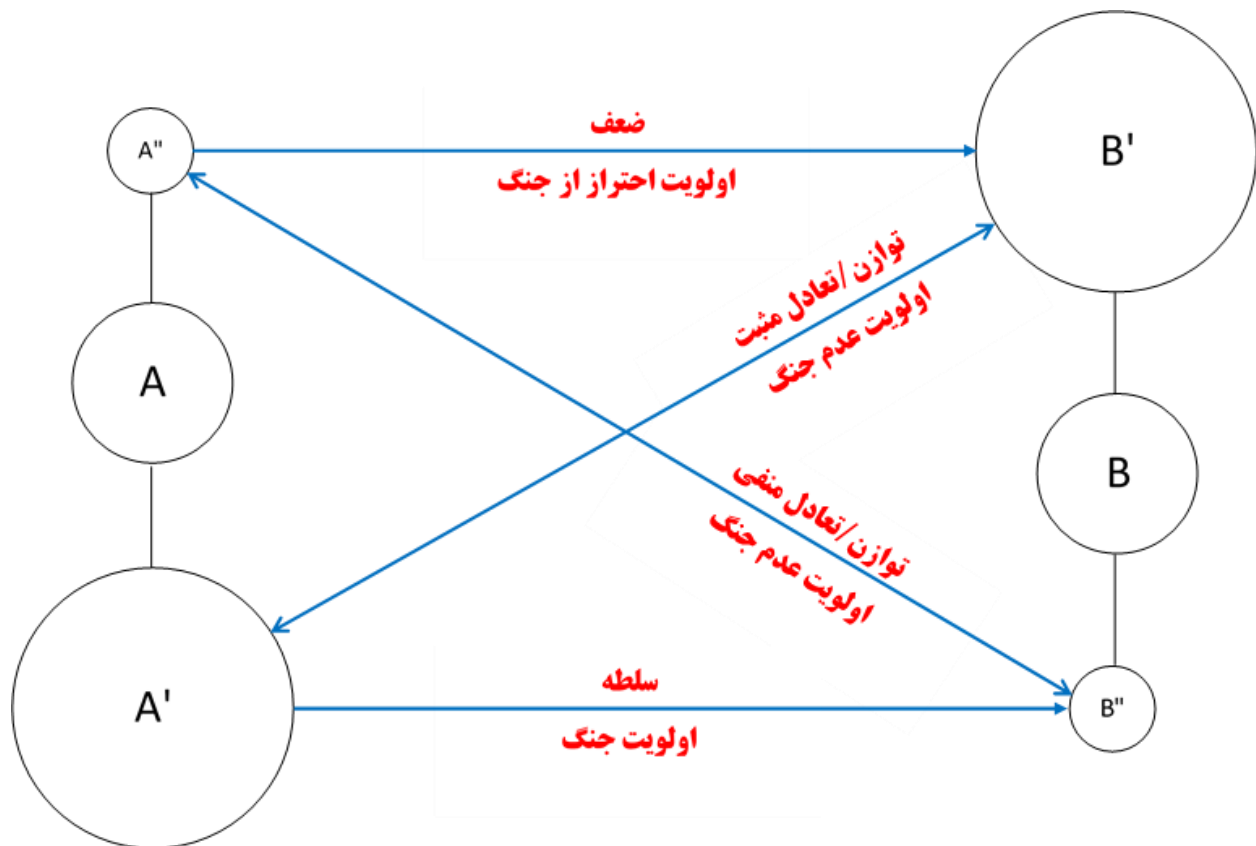 A"
ضعف
اولویت احتراز از جنگ
B'
توازن /تعادل مثبت
اولویت عدم جنگ
A
B
توازن /تعادل منفی
اولویت عدم جنگ
A'
سلطه
اولویت جنگ
B"